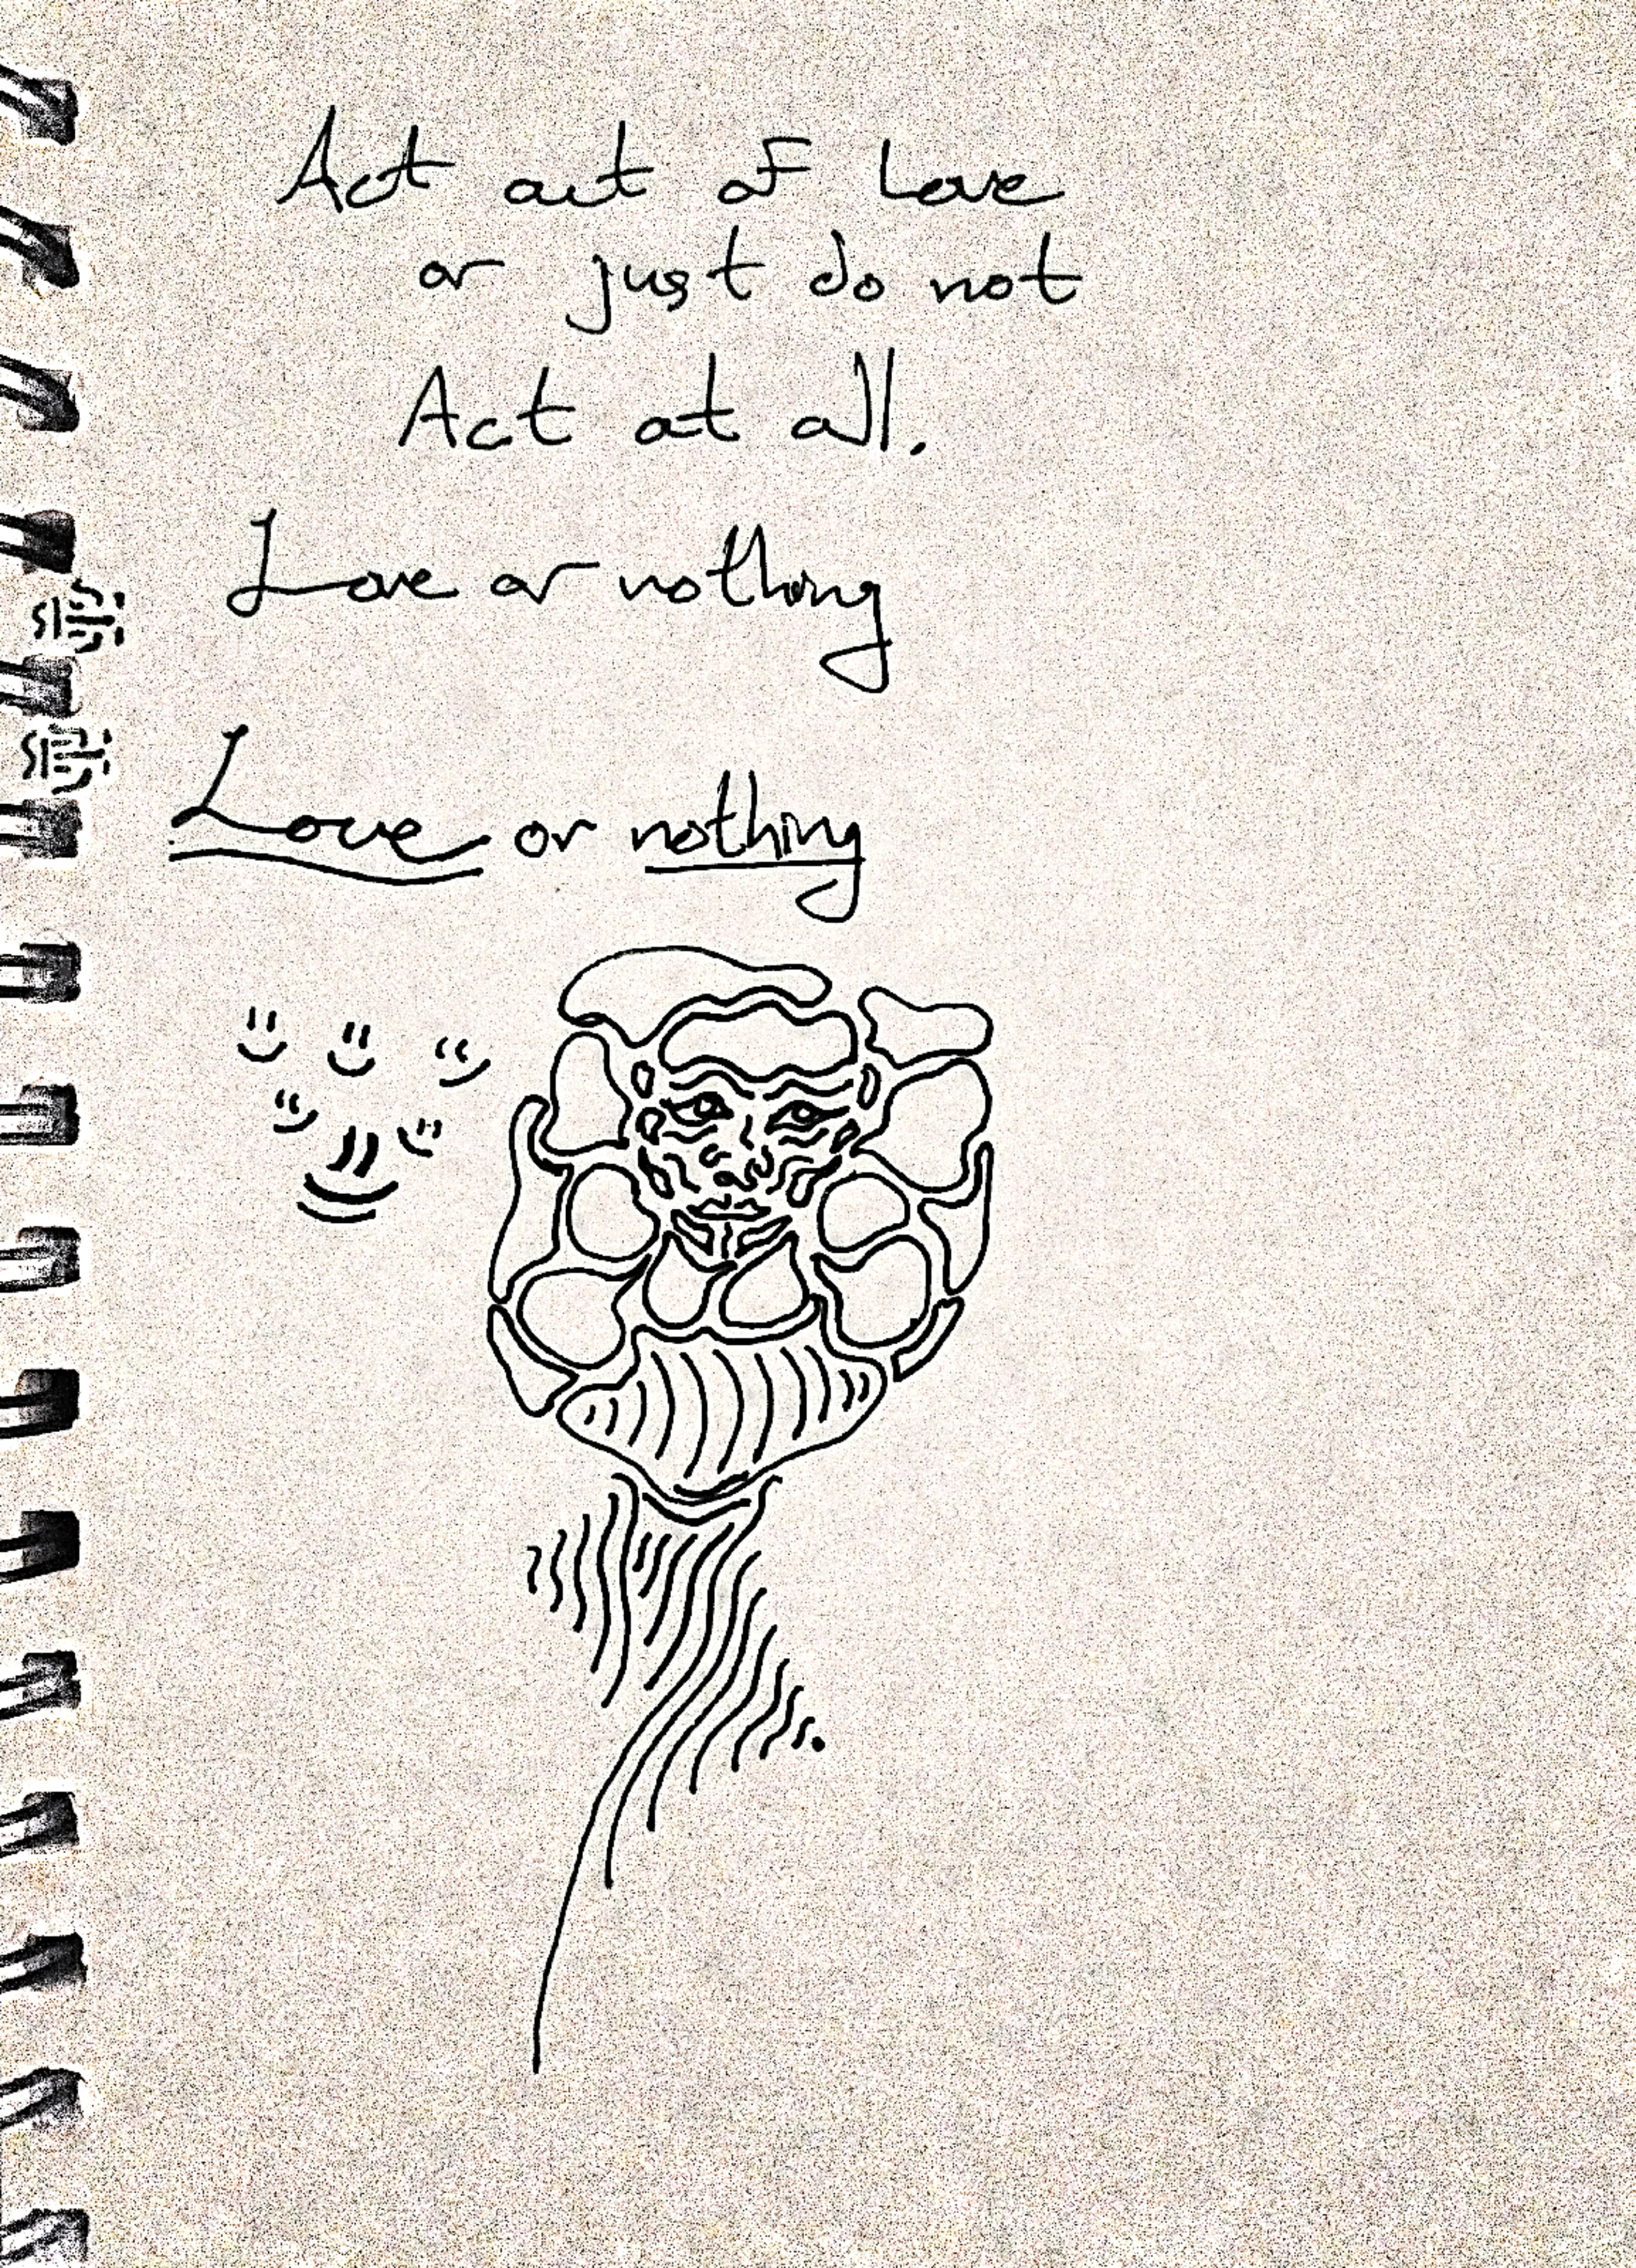 Act out of Love
or just do not
Act at all.
Love or nothing
Love or nothing